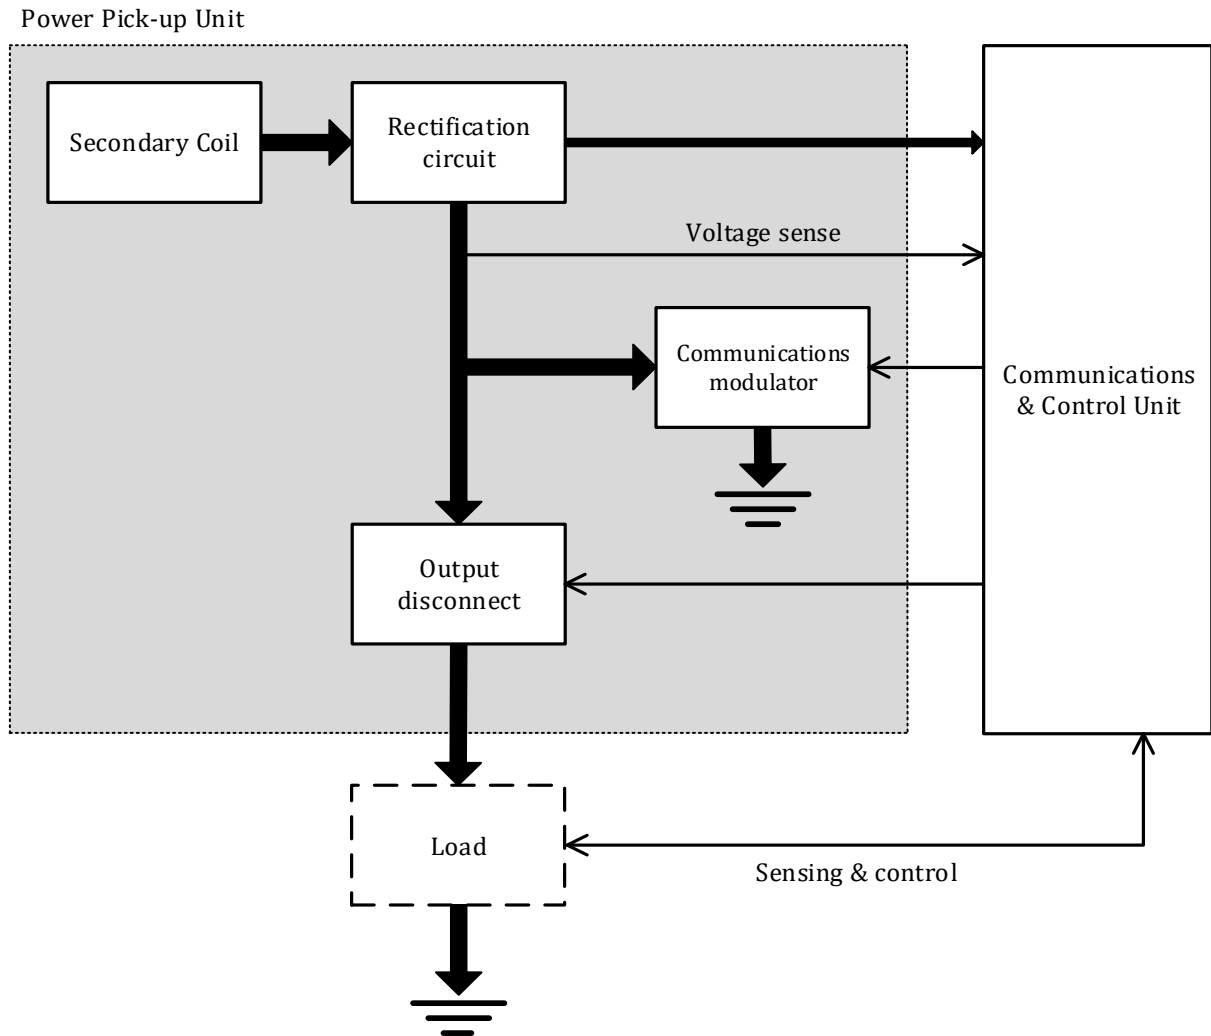 Power Pick-up Unit
Secondary Coil
Rectification
circuit
Voltage sense
Communications
modulator
Communications
& Control Unit
Output
disconnect
Load
Sensing & control